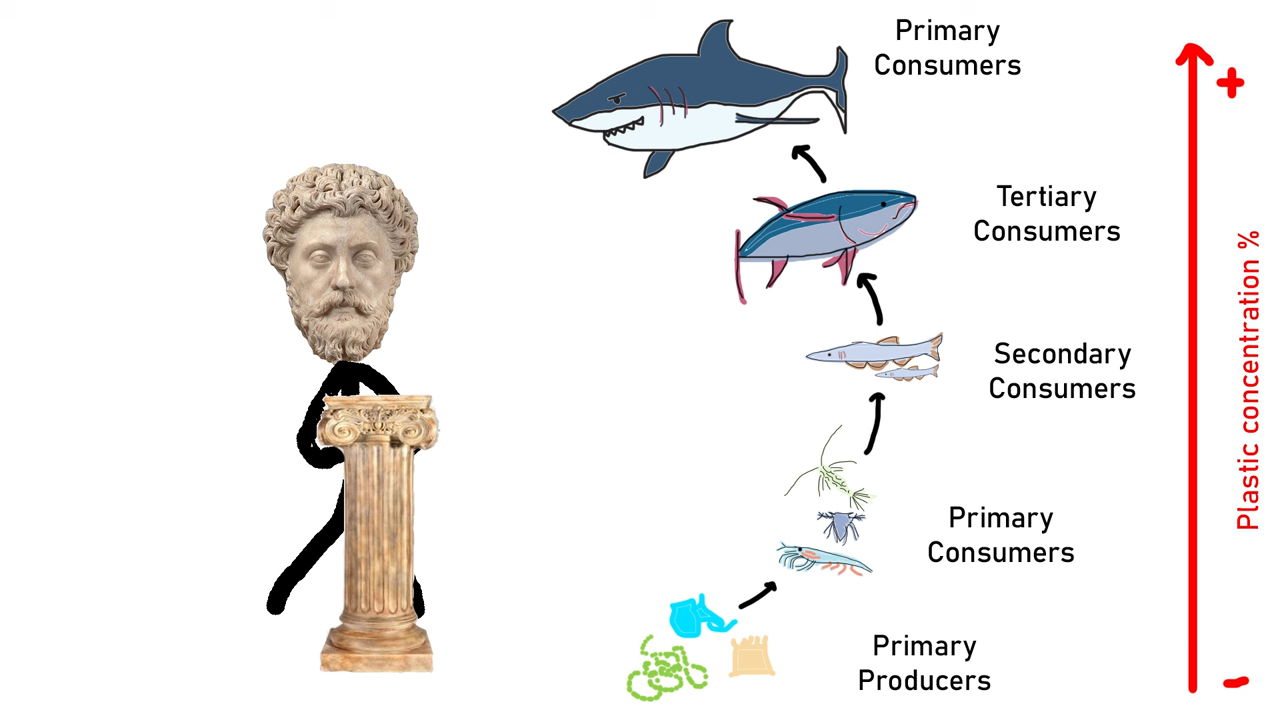 Primary
Consumers
+
Tertiary
Consumers
Secondary
Consumers
Plastic concentration %
Primary
Consumers
Primary
Producers
-